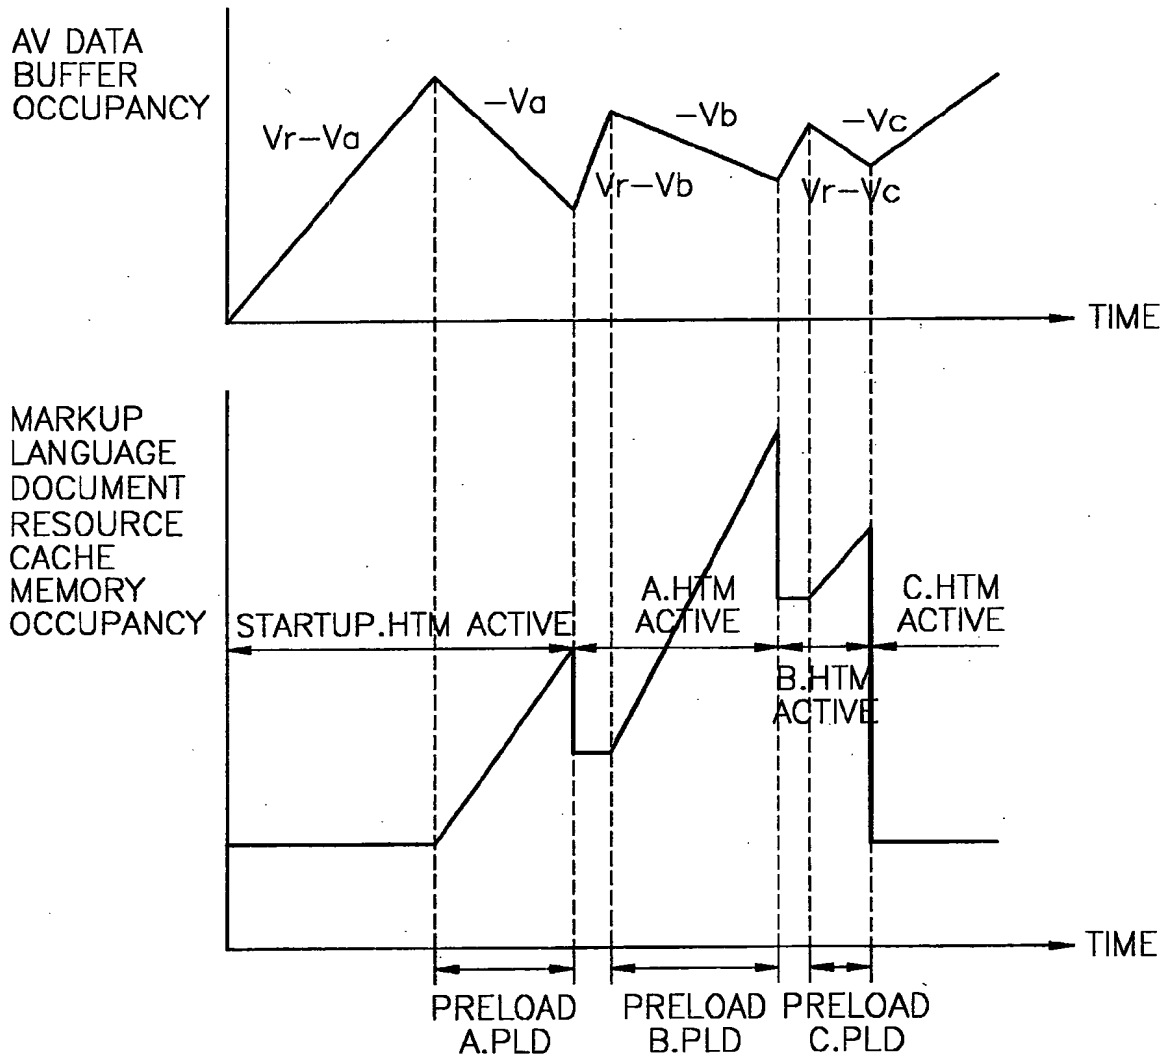 AV DATA
BUFFER
OCCUPANCY
Vr-Va
-Va
Vr-Vb
-Vb
Vr-Vc
-Vc
TIME
MARKUP
LANGUAGE
DOCUMENT
RESOURCE
CACHE
MEMORY
OCCUPANCY
STARTUP.HTM ACTIVE
A.HTM
ACTIVE
B.HTM
ACTIVE
C.HTM
ACTIVE
TIME
PRELOAD
A.PLD
PRELOAD
B.PLD
PRELOAD
C.PLD